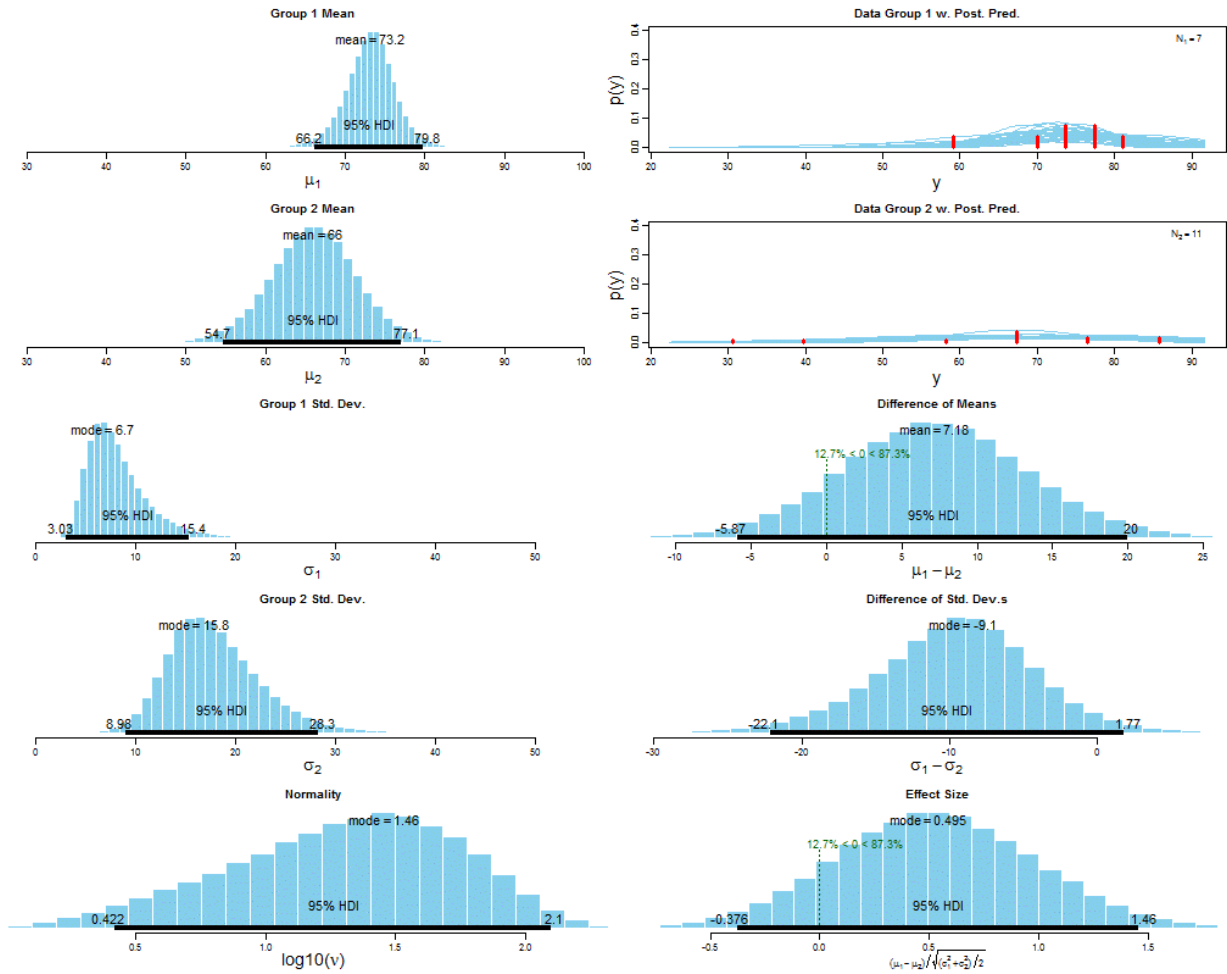 Group 1 Mean
mean = 73.2
95% HDI
66.2 79.8
30 40 50 60 70 80 90 100
μ1
Data Group 1 w. Post. Pred.
N1 = 7
p(y)
0.0 0.1 0.2 0.3 0.4
20 30 40 50 60 70 80 90
y
Group 2 Mean
mean = 66
95% HDI
54.7 77.1
30 40 50 60 70 80 90 100
μ2
Data Group 2 w. Post. Pred.
N2 = 11
p(y)
0.0 0.1 0.2 0.3 0.4
20 30 40 50 60 70 80 90
y
Group 1 Std. Dev.
mode = 6.7
95% HDI
3.03 15.4
0 10 20 30 40 50
σ1
Difference of Means
mean = 7.18
12.7% < 0 < 87.3%
95% HDI
-5.87 20
-10 -5 0 5 10 15 20 25
μ1 − μ2
Group 2 Std. Dev.
mode = 15.8
95% HDI
8.98 28.3
0 10 20 30 40 50
σ2
Difference of Std. Dev.s
mode = -9.1
95% HDI
-22.1 1.77
-30 -20 -10 0
σ1 − σ2
Normality
mode = 1.46
95% HDI
0.422 2.1
0.5 1.0 1.5 2.0
log10(ν)
Effect Size
mode = 0.495
12.7% < 0 < 87.3%
95% HDI
-0.376 1.46
-0.5 0.0 0.5 1.0 1.5
(μ1 − μ2)/√(σ1²+σ2²)/2